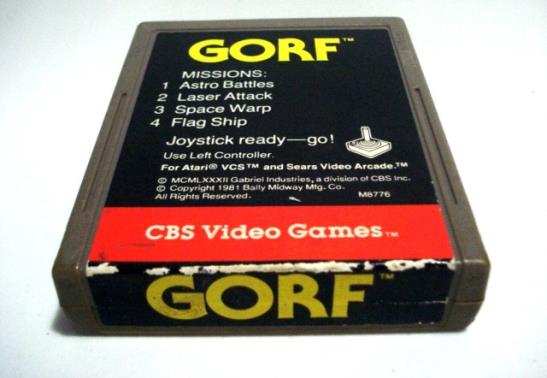 GORF™
MISSIONS:
1 Astro Battles
2 Laser Attack
3 Space Warp
4 Flag Ship
Joystick ready—go!
Use Left Controller.
For Atari® VCS™ and Sears Video Arcade.™
© MCMLXXXII Gabriel Industries, a division of CBS Inc.
© Copyright 1981 Bally Midway Mfg. Co.
All Rights Reserved. M8776
CBS Video Games™
GORF™